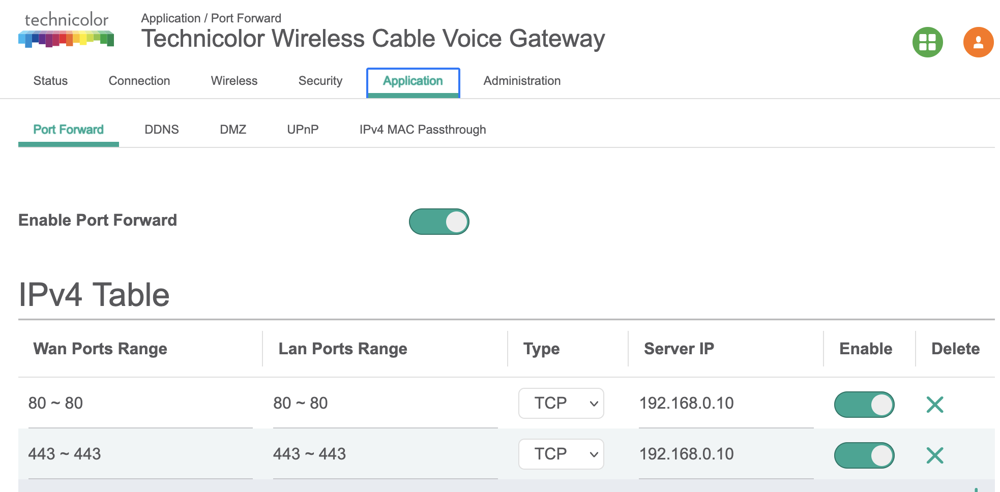 technicolor
Application / Port Forward
Technicolor Wireless Cable Voice Gateway
Status Connection Wireless Security Application Administration
Port Forward DDNS DMZ UPnP IPv4 MAC Passthrough
Enable Port Forward
IPv4 Table
Wan Ports Range Lan Ports Range Type Server IP Enable Delete
80 ~ 80 80 ~ 80 TCP 192.168.0.10
443 ~ 443 443 ~ 443 TCP 192.168.0.10